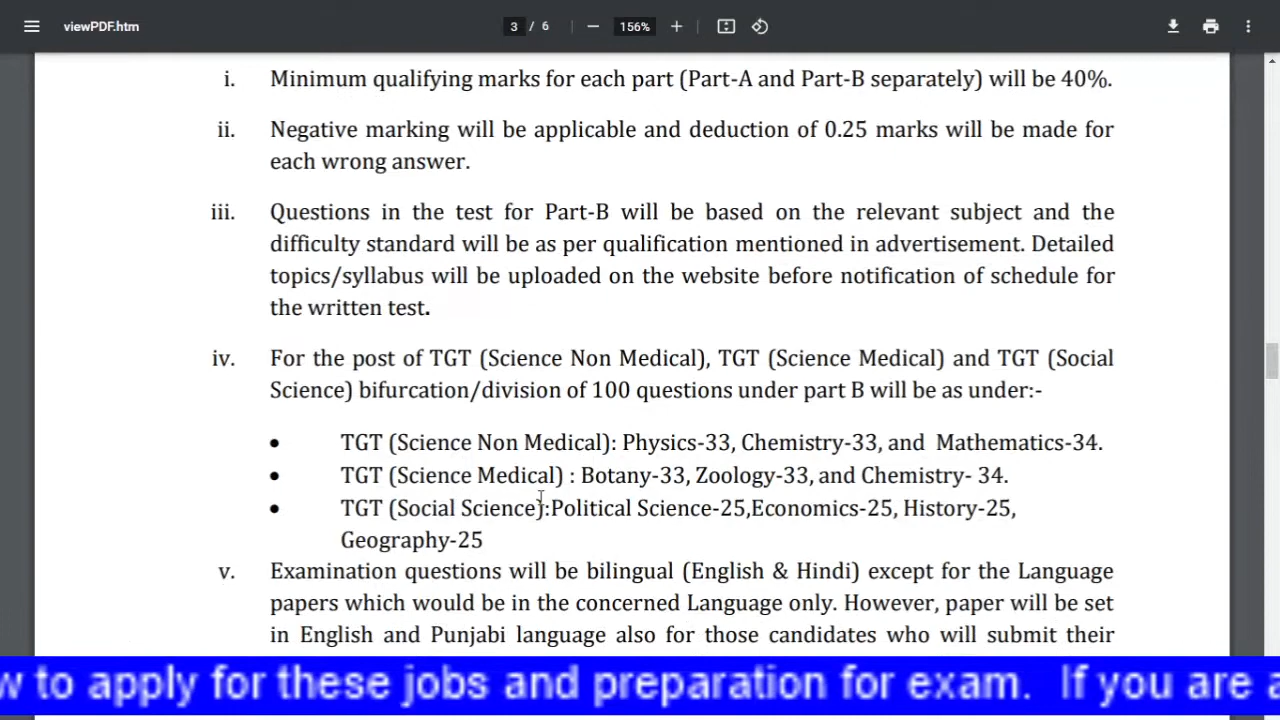 viewPDF.htm
3 / 6
156%
i. Minimum qualifying marks for each part (Part-A and Part-B separately) will be 40%.
ii. Negative marking will be applicable and deduction of 0.25 marks will be made for
each wrong answer.
iii. Questions in the test for Part-B will be based on the relevant subject and the
difficulty standard will be as per qualification mentioned in advertisement. Detailed
topics/syllabus will be uploaded on the website before notification of schedule for
the written test.
iv. For the post of TGT (Science Non Medical), TGT (Science Medical) and TGT (Social
Science) bifurcation/division of 100 questions under part B will be as under:-
• TGT (Science Non Medical): Physics-33, Chemistry-33, and Mathematics-34.
• TGT (Science Medical) : Botany-33, Zoology-33, and Chemistry- 34.
• TGT (Social Science):Political Science-25,Economics-25, History-25,
Geography-25
v. Examination questions will be bilingual (English & Hindi) except for the Language
papers which would be in the concerned Language only. However, paper will be set
in English and Punjabi language also for those candidates who will submit their
w to apply for these jobs and preparation for exam. If you are a